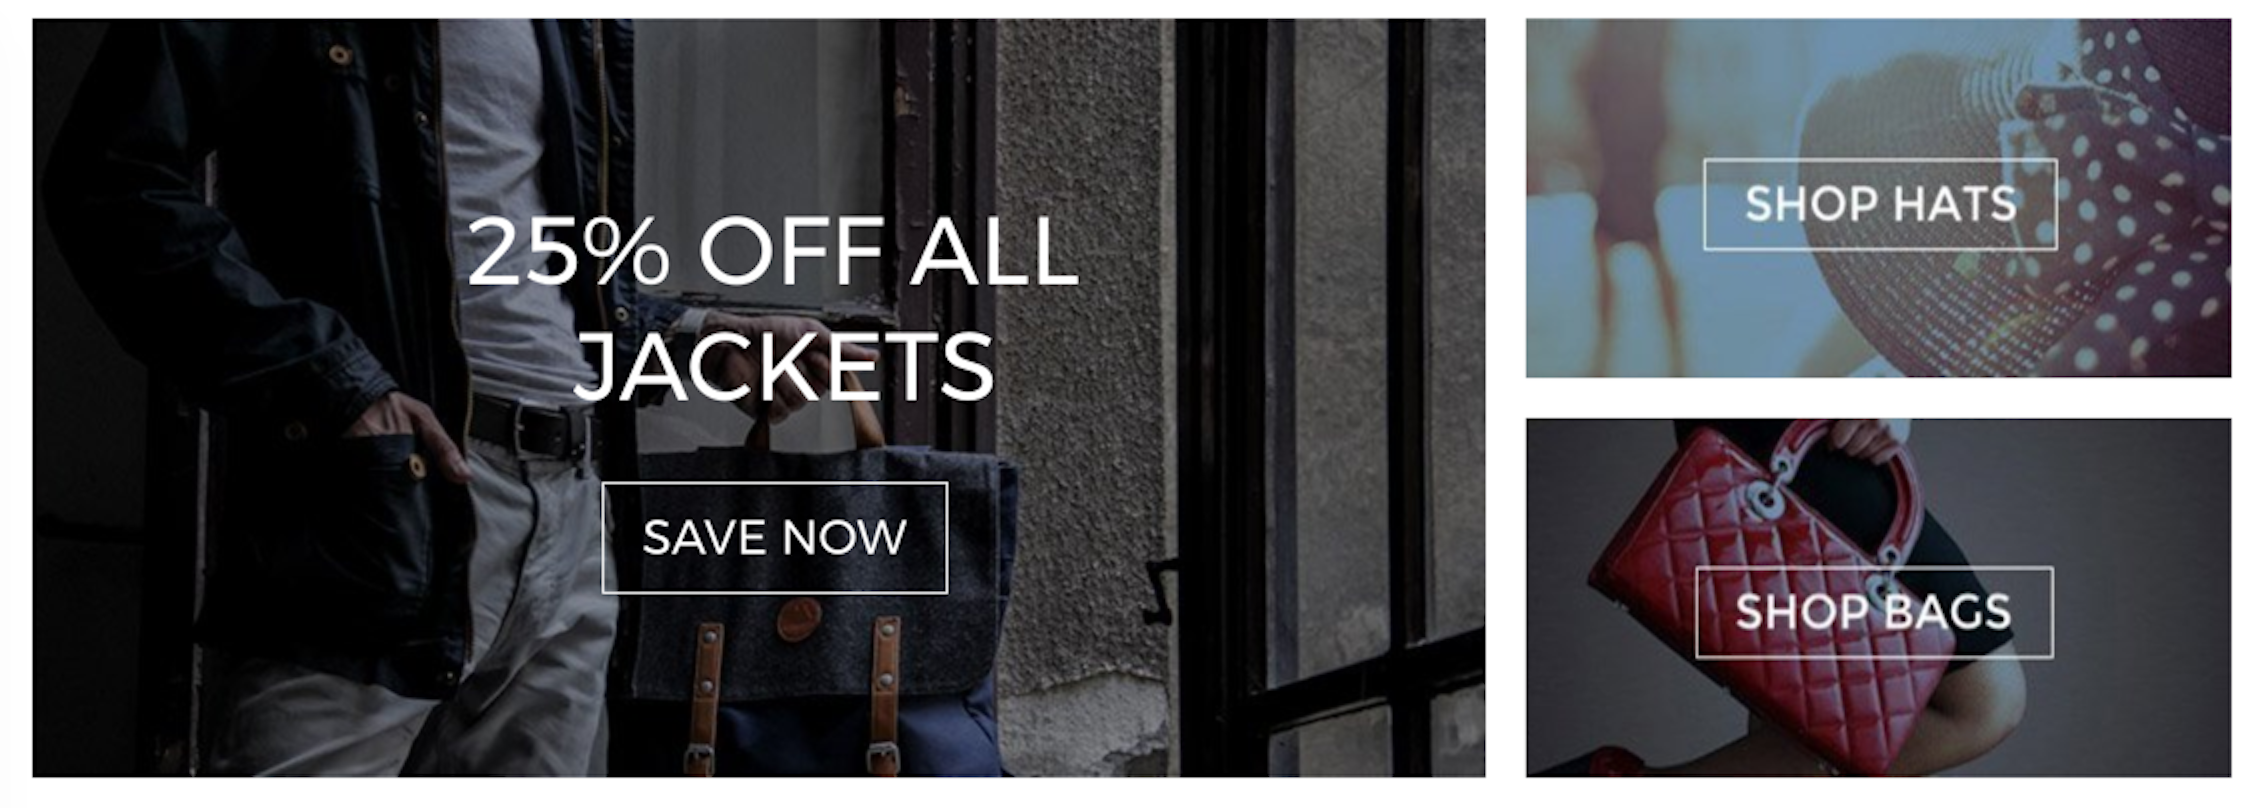 25% OFF ALL
JACKETS
SAVE NOW
SHOP HATS
SHOP BAGS